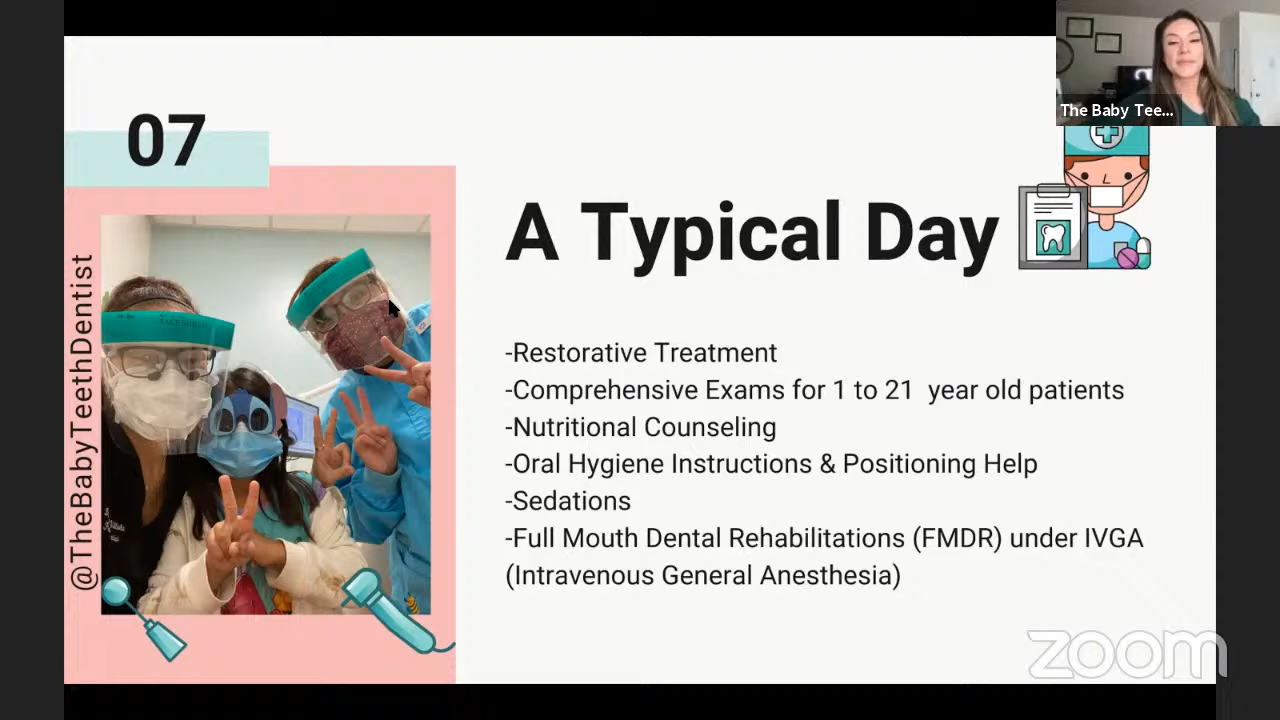 The Baby Tee...
07
A Typical Day
@TheBabyTeethDentist
-Restorative Treatment
-Comprehensive Exams for 1 to 21 year old patients
-Nutritional Counseling
-Oral Hygiene Instructions & Positioning Help
-Sedations
-Full Mouth Dental Rehabilitations (FMDR) under IVGA
(Intravenous General Anesthesia)
zoom